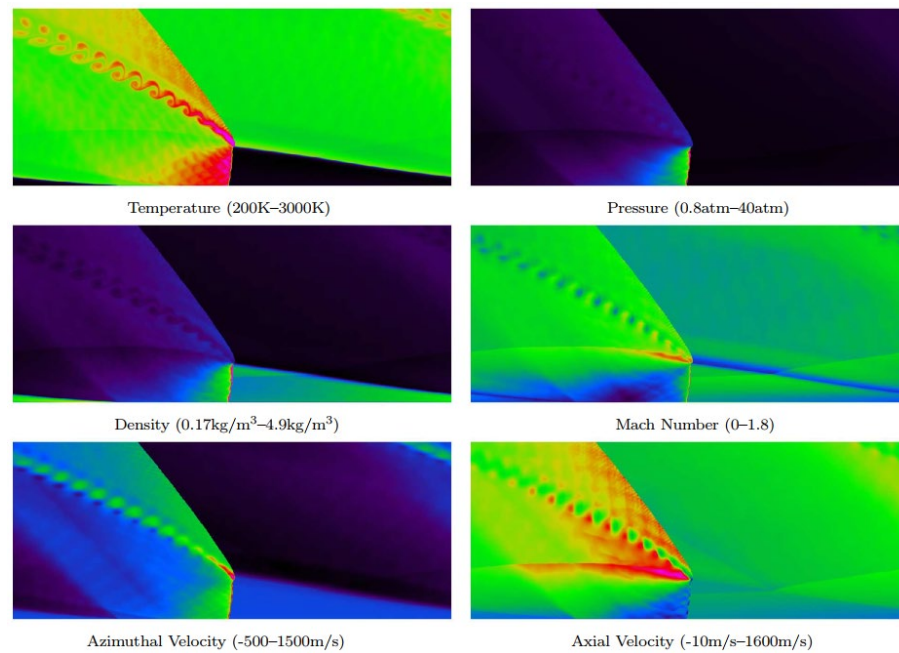 Temperature (200K–3000K)
Pressure (0.8atm–40atm)
Density (0.17kg/m³–4.9kg/m³)
Mach Number (0–1.8)
Azimuthal Velocity (-500–1500m/s)
Axial Velocity (-10m/s–1600m/s)